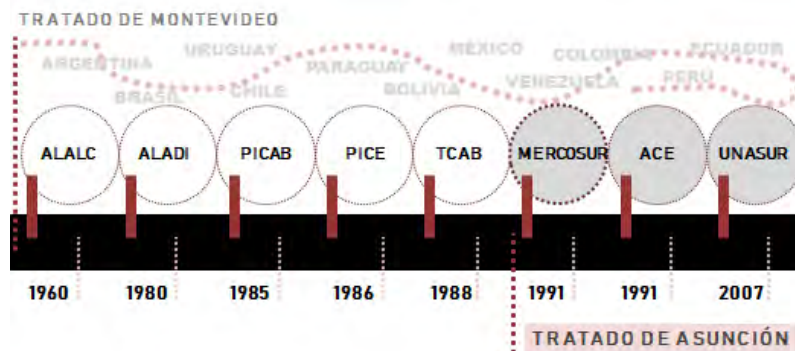 TRATADO DE MONTEVIDEO
ARGENTINA URUGUAY MÉXICO COLOMBIA ECUADOR
BRASIL CHILE PARAGUAY BOLIVIA VENEZUELA PERÚ
ALALC ALADI PICAB PICE TCAB MERCOSUR ACE UNASUR
1960 1980 1985 1986 1988 1991 1991 2007
TRATADO DE ASUNCIÓN